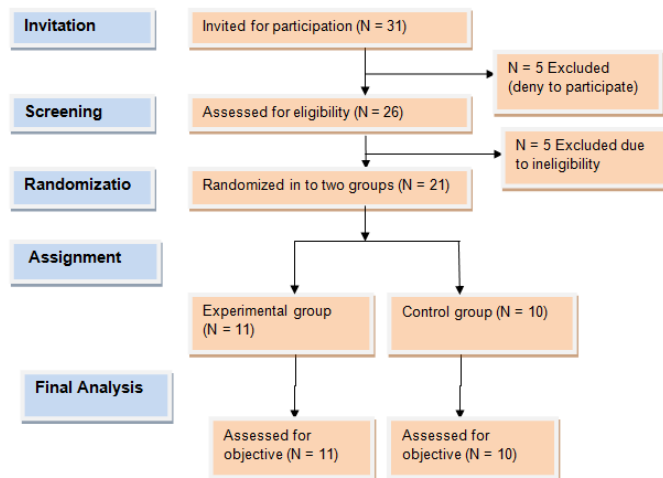 Invitation
Invited for participation (N = 31)
N = 5 Excluded
(deny to participate)
Screening
Assessed for eligibility (N = 26)
N = 5 Excluded due
to ineligibility
Randomizatio
Randomized in to two groups (N = 21)
Assignment
Experimental group
(N = 11)
Control group (N = 10)
Final Analysis
Assessed for
objective (N = 11)
Assessed for
objective (N = 10)